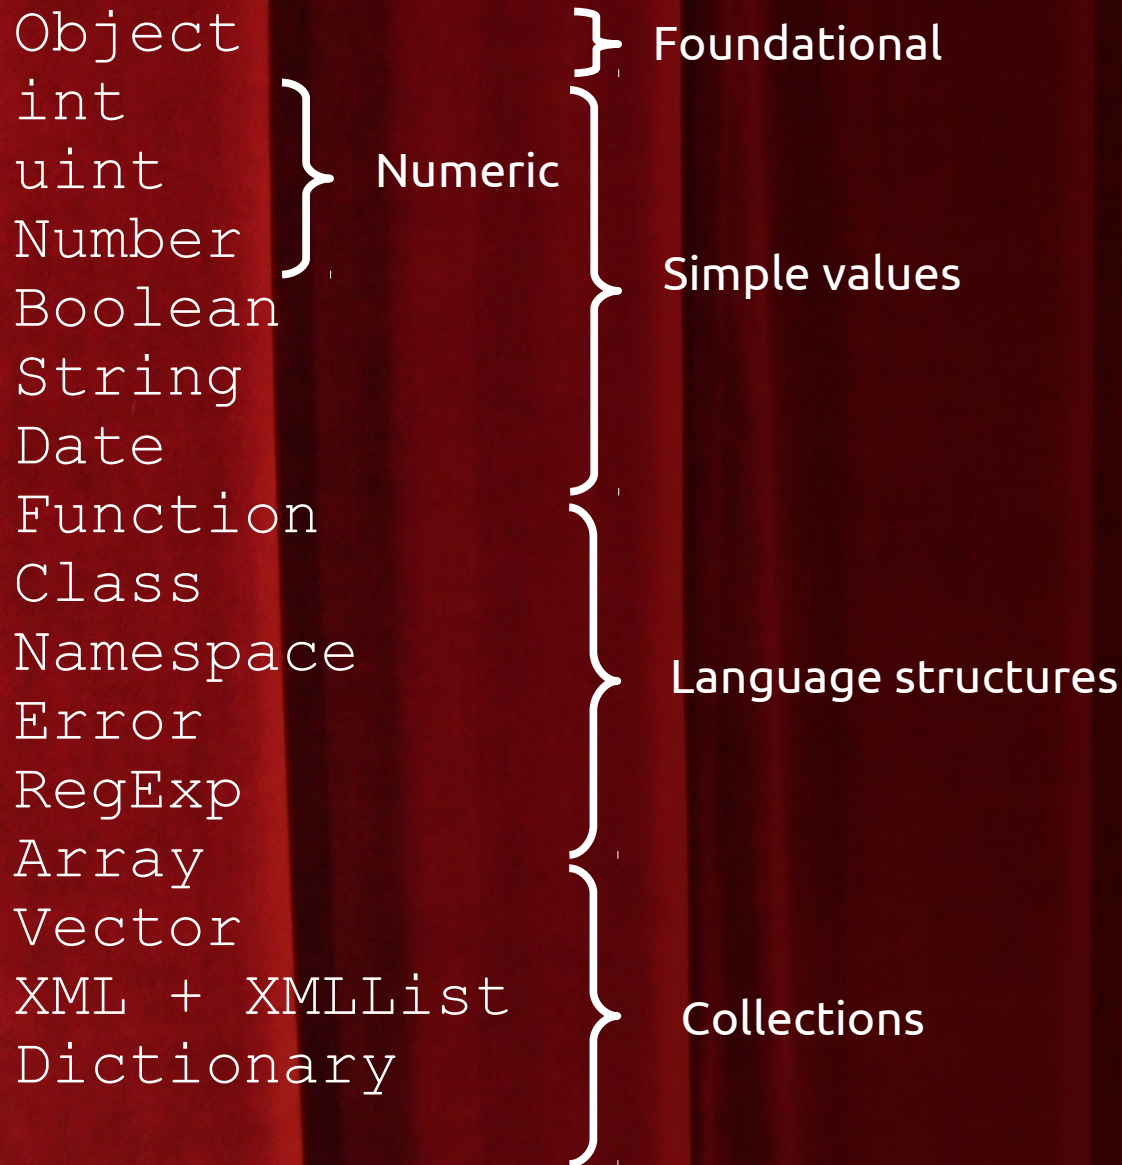 Object
Foundational
int
uint
Numeric
Number
Simple values
Boolean
String
Date
Function
Class
Namespace
Language structures
Error
RegExp
Array
Vector
XML + XMLList
Collections
Dictionary